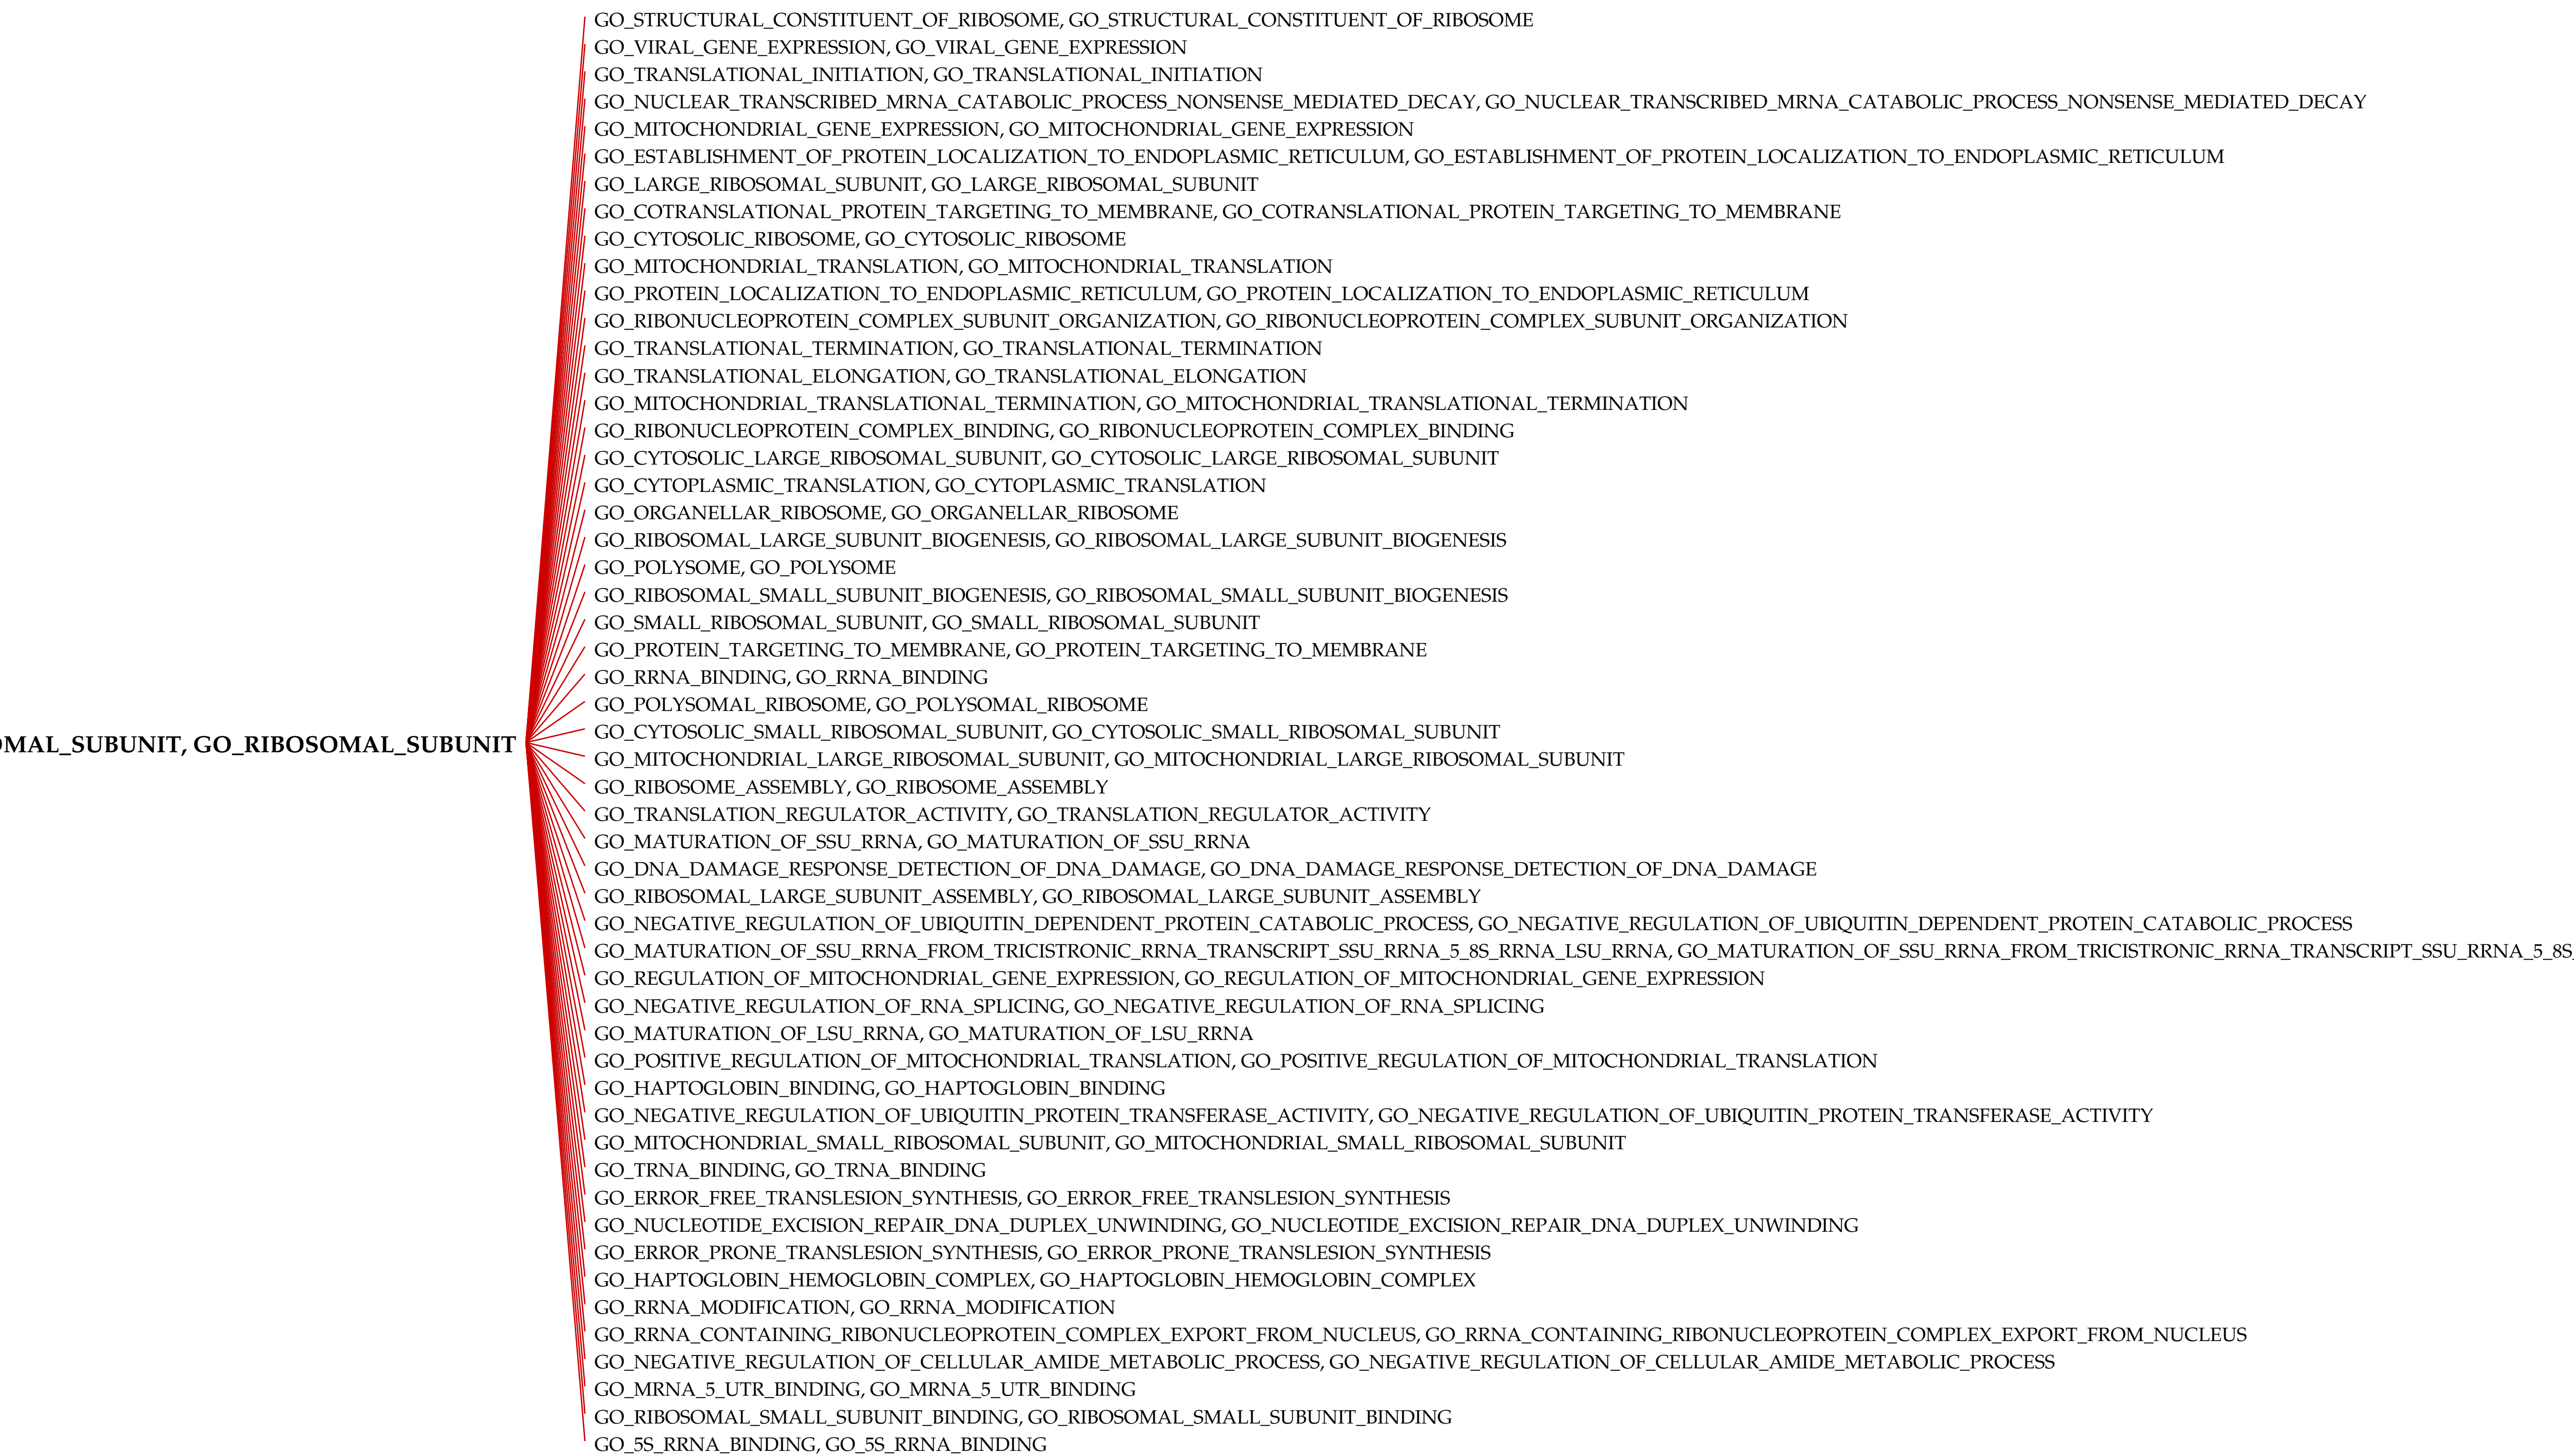 GO_STRUCTURAL_CONSTITUENT_OF_RIBOSOME, GO_STRUCTURAL_CONSTITUENT_OF_RIBOSOME
GO_VIRAL_GENE_EXPRESSION, GO_VIRAL_GENE_EXPRESSION
GO_TRANSLATIONAL_INITIATION, GO_TRANSLATIONAL_INITIATION
GO_NUCLEAR_TRANSCRIBED_MRNA_CATABOLIC_PROCESS_NONSENSE_MEDIATED_DECAY, GO_NUCLEAR_TRANSCRIBED_MRNA_CATABOLIC_PROCESS_NONSENSE_MEDIATED_DECAY
GO_MITOCHONDRIAL_GENE_EXPRESSION, GO_MITOCHONDRIAL_GENE_EXPRESSION
GO_ESTABLISHMENT_OF_PROTEIN_LOCALIZATION_TO_ENDOPLASMIC_RETICULUM, GO_ESTABLISHMENT_OF_PROTEIN_LOCALIZATION_TO_ENDOPLASMIC_RETICULUM
GO_LARGE_RIBOSOMAL_SUBUNIT, GO_LARGE_RIBOSOMAL_SUBUNIT
GO_COTRANSLATIONAL_PROTEIN_TARGETING_TO_MEMBRANE, GO_COTRANSLATIONAL_PROTEIN_TARGETING_TO_MEMBRANE
GO_CYTOSOLIC_RIBOSOME, GO_CYTOSOLIC_RIBOSOME
GO_MITOCHONDRIAL_TRANSLATION, GO_MITOCHONDRIAL_TRANSLATION
GO_PROTEIN_LOCALIZATION_TO_ENDOPLASMIC_RETICULUM, GO_PROTEIN_LOCALIZATION_TO_ENDOPLASMIC_RETICULUM
GO_RIBONUCLEOPROTEIN_COMPLEX_SUBUNIT_ORGANIZATION, GO_RIBONUCLEOPROTEIN_COMPLEX_SUBUNIT_ORGANIZATION
GO_TRANSLATIONAL_TERMINATION, GO_TRANSLATIONAL_TERMINATION
GO_TRANSLATIONAL_ELONGATION, GO_TRANSLATIONAL_ELONGATION
GO_MITOCHONDRIAL_TRANSLATIONAL_TERMINATION, GO_MITOCHONDRIAL_TRANSLATIONAL_TERMINATION
GO_RIBONUCLEOPROTEIN_COMPLEX_BINDING, GO_RIBONUCLEOPROTEIN_COMPLEX_BINDING
GO_CYTOSOLIC_LARGE_RIBOSOMAL_SUBUNIT, GO_CYTOSOLIC_LARGE_RIBOSOMAL_SUBUNIT
GO_CYTOPLASMIC_TRANSLATION, GO_CYTOPLASMIC_TRANSLATION
GO_ORGANELLAR_RIBOSOME, GO_ORGANELLAR_RIBOSOME
GO_RIBOSOMAL_LARGE_SUBUNIT_BIOGENESIS, GO_RIBOSOMAL_LARGE_SUBUNIT_BIOGENESIS
GO_POLYSOME, GO_POLYSOME
GO_RIBOSOMAL_SMALL_SUBUNIT_BIOGENESIS, GO_RIBOSOMAL_SMALL_SUBUNIT_BIOGENESIS
GO_SMALL_RIBOSOMAL_SUBUNIT, GO_SMALL_RIBOSOMAL_SUBUNIT
GO_PROTEIN_TARGETING_TO_MEMBRANE, GO_PROTEIN_TARGETING_TO_MEMBRANE
GO_RRNA_BINDING, GO_RRNA_BINDING
GO_POLYSOMAL_RIBOSOME, GO_POLYSOMAL_RIBOSOME
GO_CYTOSOLIC_SMALL_RIBOSOMAL_SUBUNIT, GO_CYTOSOLIC_SMALL_RIBOSOMAL_SUBUNIT
OMAL_SUBUNIT, GO_RIBOSOMAL_SUBUNIT
GO_MITOCHONDRIAL_LARGE_RIBOSOMAL_SUBUNIT, GO_MITOCHONDRIAL_LARGE_RIBOSOMAL_SUBUNIT
GO_RIBOSOME_ASSEMBLY, GO_RIBOSOME_ASSEMBLY
GO_TRANSLATION_REGULATOR_ACTIVITY, GO_TRANSLATION_REGULATOR_ACTIVITY
GO_MATURATION_OF_SSU_RRNA, GO_MATURATION_OF_SSU_RRNA
GO_DNA_DAMAGE_RESPONSE_DETECTION_OF_DNA_DAMAGE, GO_DNA_DAMAGE_RESPONSE_DETECTION_OF_DNA_DAMAGE
GO_RIBOSOMAL_LARGE_SUBUNIT_ASSEMBLY, GO_RIBOSOMAL_LARGE_SUBUNIT_ASSEMBLY
GO_NEGATIVE_REGULATION_OF_UBIQUITIN_DEPENDENT_PROTEIN_CATABOLIC_PROCESS, GO_NEGATIVE_REGULATION_OF_UBIQUITIN_DEPENDENT_PROTEIN_CATABOLIC_PROCESS
GO_MATURATION_OF_SSU_RRNA_FROM_TRICISTRONIC_RRNA_TRANSCRIPT_SSU_RRNA_5_8S_RRNA_LSU_RRNA, GO_MATURATION_OF_SSU_RRNA_FROM_TRICISTRONIC_RRNA_TRANSCRIPT_SSU_RRNA_5_8S_
GO_REGULATION_OF_MITOCHONDRIAL_GENE_EXPRESSION, GO_REGULATION_OF_MITOCHONDRIAL_GENE_EXPRESSION
GO_NEGATIVE_REGULATION_OF_RNA_SPLICING, GO_NEGATIVE_REGULATION_OF_RNA_SPLICING
GO_MATURATION_OF_LSU_RRNA, GO_MATURATION_OF_LSU_RRNA
GO_POSITIVE_REGULATION_OF_MITOCHONDRIAL_TRANSLATION, GO_POSITIVE_REGULATION_OF_MITOCHONDRIAL_TRANSLATION
GO_HAPTOGLOBIN_BINDING, GO_HAPTOGLOBIN_BINDING
GO_NEGATIVE_REGULATION_OF_UBIQUITIN_PROTEIN_TRANSFERASE_ACTIVITY, GO_NEGATIVE_REGULATION_OF_UBIQUITIN_PROTEIN_TRANSFERASE_ACTIVITY
GO_MITOCHONDRIAL_SMALL_RIBOSOMAL_SUBUNIT, GO_MITOCHONDRIAL_SMALL_RIBOSOMAL_SUBUNIT
GO_TRNA_BINDING, GO_TRNA_BINDING
GO_ERROR_FREE_TRANSLESION_SYNTHESIS, GO_ERROR_FREE_TRANSLESION_SYNTHESIS
GO_NUCLEOTIDE_EXCISION_REPAIR_DNA_DUPLEX_UNWINDING, GO_NUCLEOTIDE_EXCISION_REPAIR_DNA_DUPLEX_UNWINDING
GO_ERROR_PRONE_TRANSLESION_SYNTHESIS, GO_ERROR_PRONE_TRANSLESION_SYNTHESIS
GO_HAPTOGLOBIN_HEMOGLOBIN_COMPLEX, GO_HAPTOGLOBIN_HEMOGLOBIN_COMPLEX
GO_RRNA_MODIFICATION, GO_RRNA_MODIFICATION
GO_RRNA_CONTAINING_RIBONUCLEOPROTEIN_COMPLEX_EXPORT_FROM_NUCLEUS, GO_RRNA_CONTAINING_RIBONUCLEOPROTEIN_COMPLEX_EXPORT_FROM_NUCLEUS
GO_NEGATIVE_REGULATION_OF_CELLULAR_AMIDE_METABOLIC_PROCESS, GO_NEGATIVE_REGULATION_OF_CELLULAR_AMIDE_METABOLIC_PROCESS
GO_MRNA_5_UTR_BINDING, GO_MRNA_5_UTR_BINDING
GO_RIBOSOMAL_SMALL_SUBUNIT_BINDING, GO_RIBOSOMAL_SMALL_SUBUNIT_BINDING
GO_5S_RRNA_BINDING, GO_5S_RRNA_BINDING